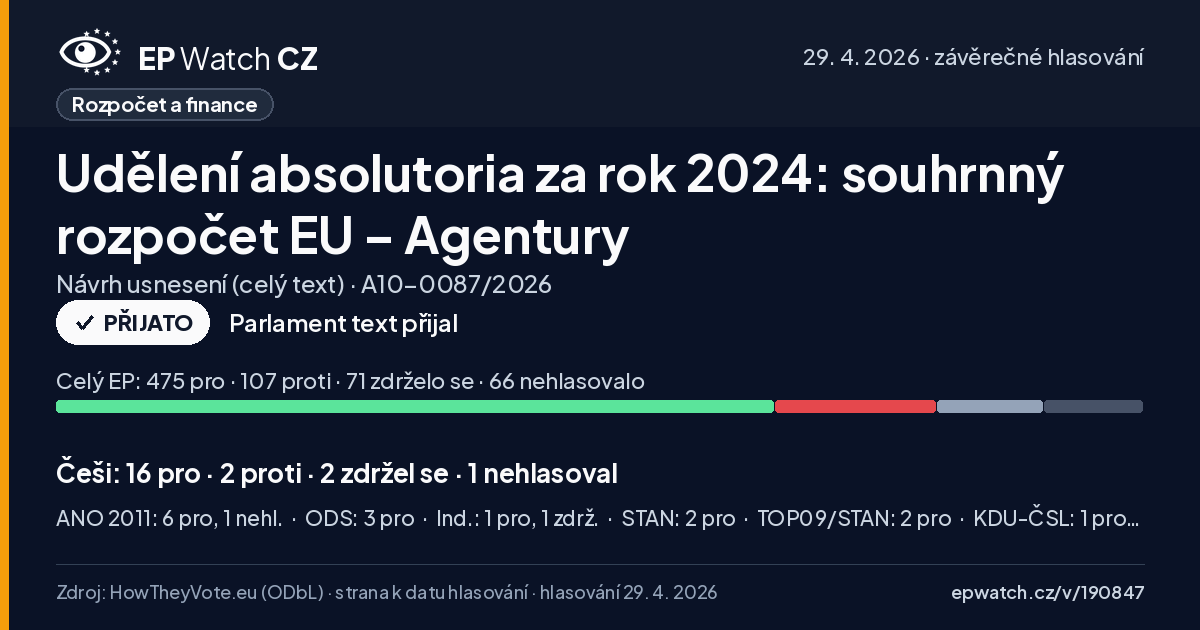 EP Watch CZ
29. 4. 2026 · závěrečné hlasování
Rozpočet a finance
Udělení absolutoria za rok 2024: souhrnný
rozpočet EU – Agentury
Návrh usnesení (celý text) · A10-0087/2026
✓ PŘIJATO
Parlament text přijal
Celý EP: 475 pro · 107 proti · 71 zdrželo se · 66 nehlasovalo
Češi: 16 pro · 2 proti · 2 zdržel se · 1 nehlasoval
ANO 2011: 6 pro, 1 nehl. · ODS: 3 pro · Ind.: 1 pro, 1 zdrž. · STAN: 2 pro · TOP09/STAN: 2 pro · KDU-ČSL: 1 pro…
Zdroj: HowTheyVote.eu (ODbL) · strana k datu hlasování · hlasování 29. 4. 2026
epwatch.cz/v/190847